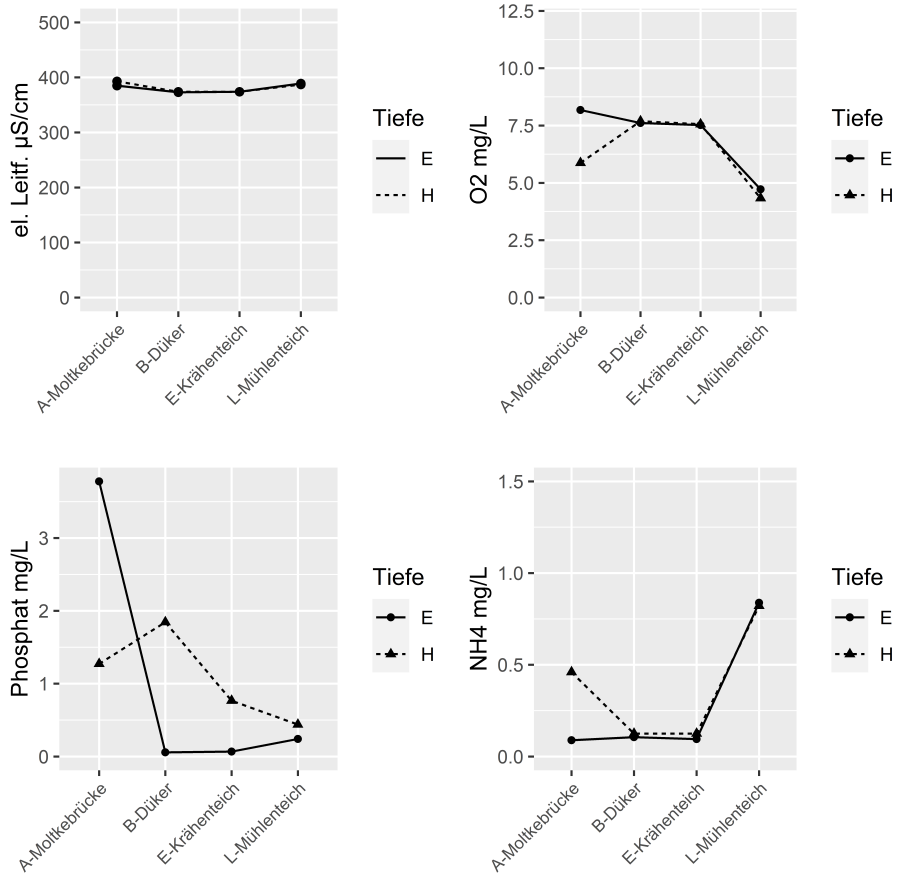 el. Leitf. µS/cm
500
400
300
200
100
0
A-Moltkebrücke
B-Düker
E-Krähenteich
L-Mühlenteich
Tiefe
E
H
O2 mg/L
12.5
10.0
7.5
5.0
2.5
0.0
A-Moltkebrücke
B-Düker
E-Krähenteich
L-Mühlenteich
Tiefe
E
H
Phosphat mg/L
3
2
1
0
A-Moltkebrücke
B-Düker
E-Krähenteich
L-Mühlenteich
Tiefe
E
H
NH4 mg/L
1.5
1.0
0.5
0.0
A-Moltkebrücke
B-Düker
E-Krähenteich
L-Mühlenteich
Tiefe
E
H